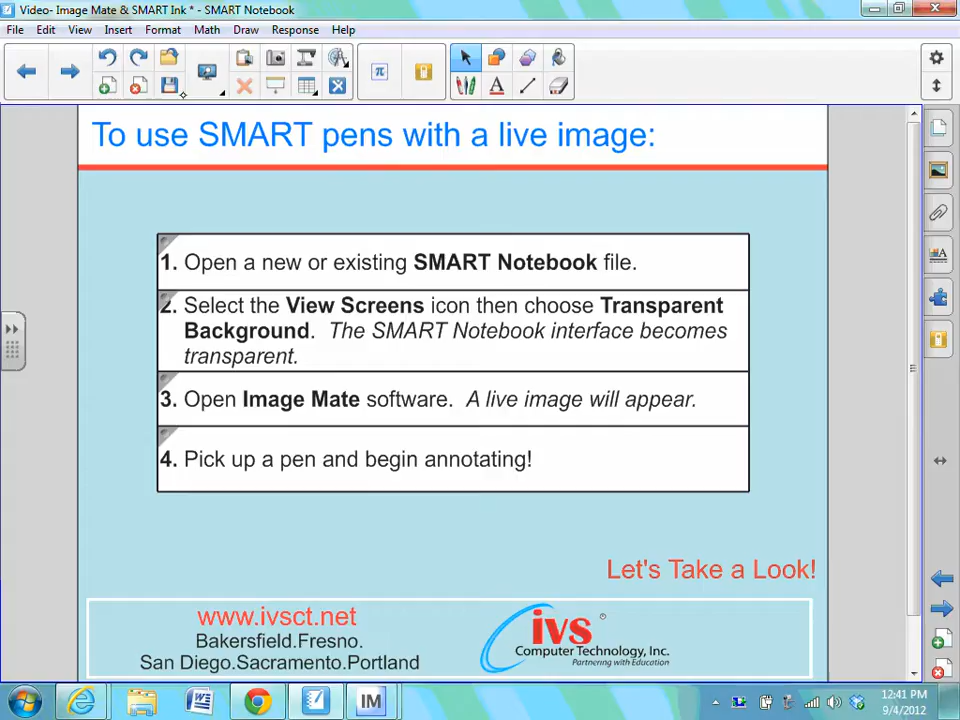 Video- Image Mate & SMART Ink * - SMART Notebook
File Edit View Insert Format Math Draw Response Help
π
A
To use SMART pens with a live image:
1. Open a new or existing SMART Notebook file.
2. Select the View Screens icon then choose Transparent
Background. The SMART Notebook interface becomes
transparent.
3. Open Image Mate software. A live image will appear.
4. Pick up a pen and begin annotating!
Let's Take a Look!
www.ivsct.net
Bakersfield.Fresno.
San Diego.Sacramento.Portland
ivs®
Computer Technology, Inc.
Partnering with Education
IM
12:41 PM
9/4/2012